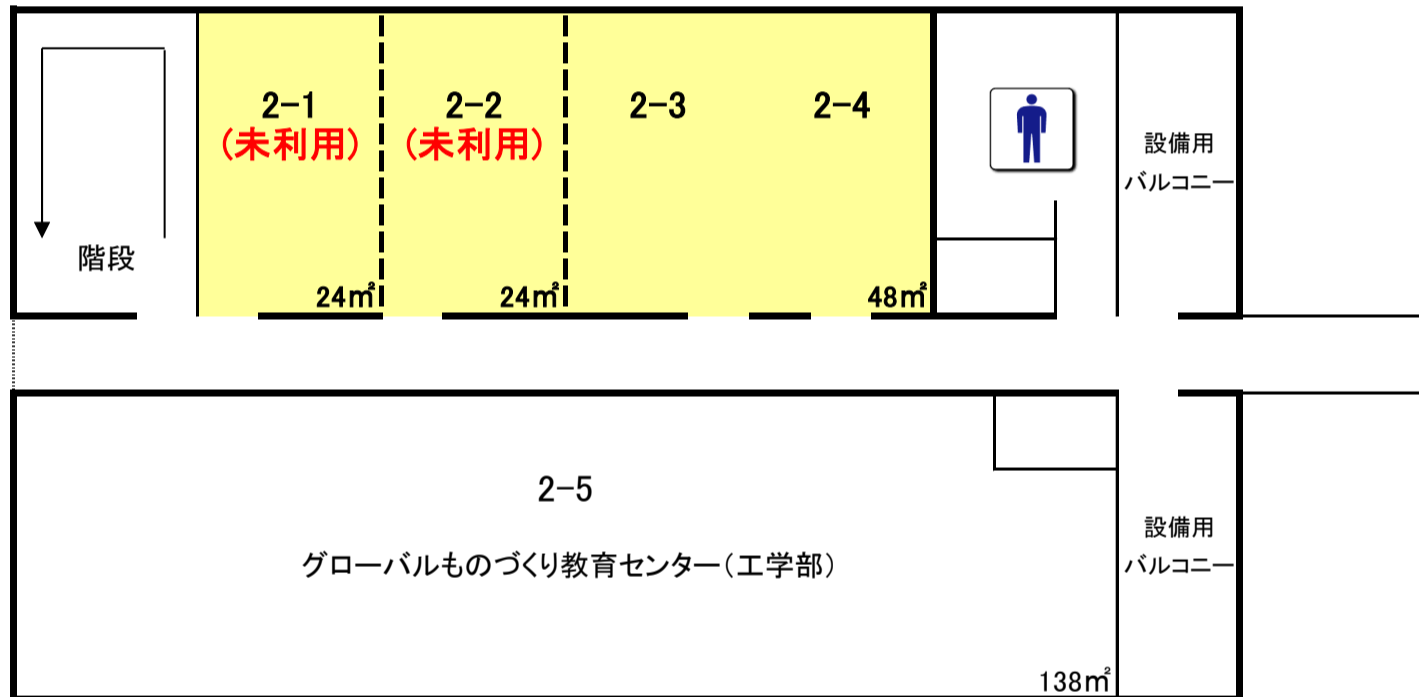 2-1
(未利用)
2-2
(未利用)
2-3
2-4
設備用
バルコニー
階段
24㎡
24㎡
48㎡
2-5
グローバルものづくり教育センター(工学部)
設備用
バルコニー
138㎡